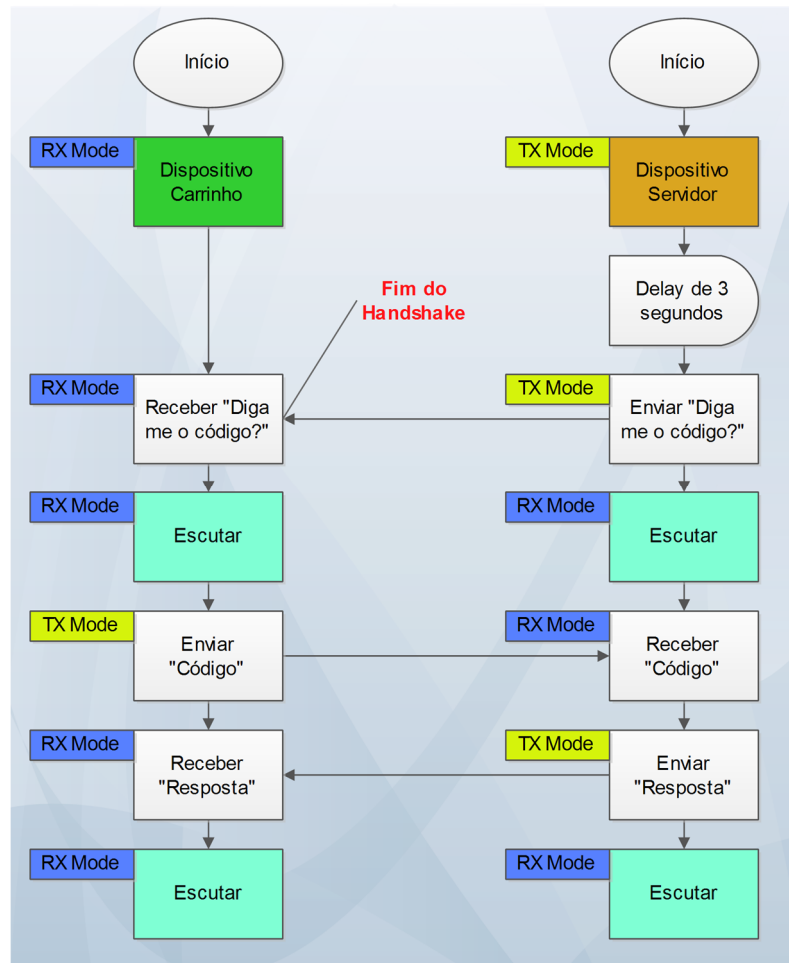 Início
Início
RX Mode
Dispositivo
Carrinho
TX Mode
Dispositivo
Servidor
Delay de 3
segundos
Fim do
Handshake
RX Mode
Receber "Diga
me o código?"
TX Mode
Enviar "Diga
me o código?"
RX Mode
Escutar
RX Mode
Escutar
TX Mode
Enviar
"Código"
RX Mode
Receber
"Código"
RX Mode
Receber
"Resposta"
TX Mode
Enviar
"Resposta"
RX Mode
Escutar
RX Mode
Escutar